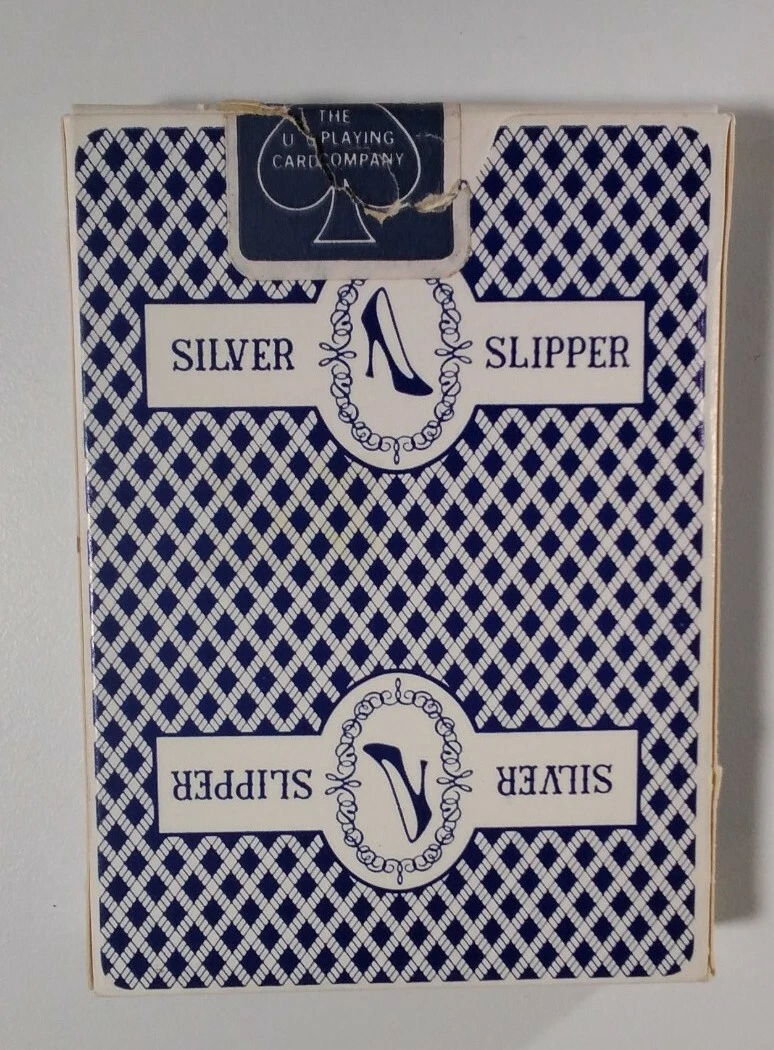 THE
U S PLAYING
CARD COMPANY
SILVER SLIPPER
SILVER SLIPPER